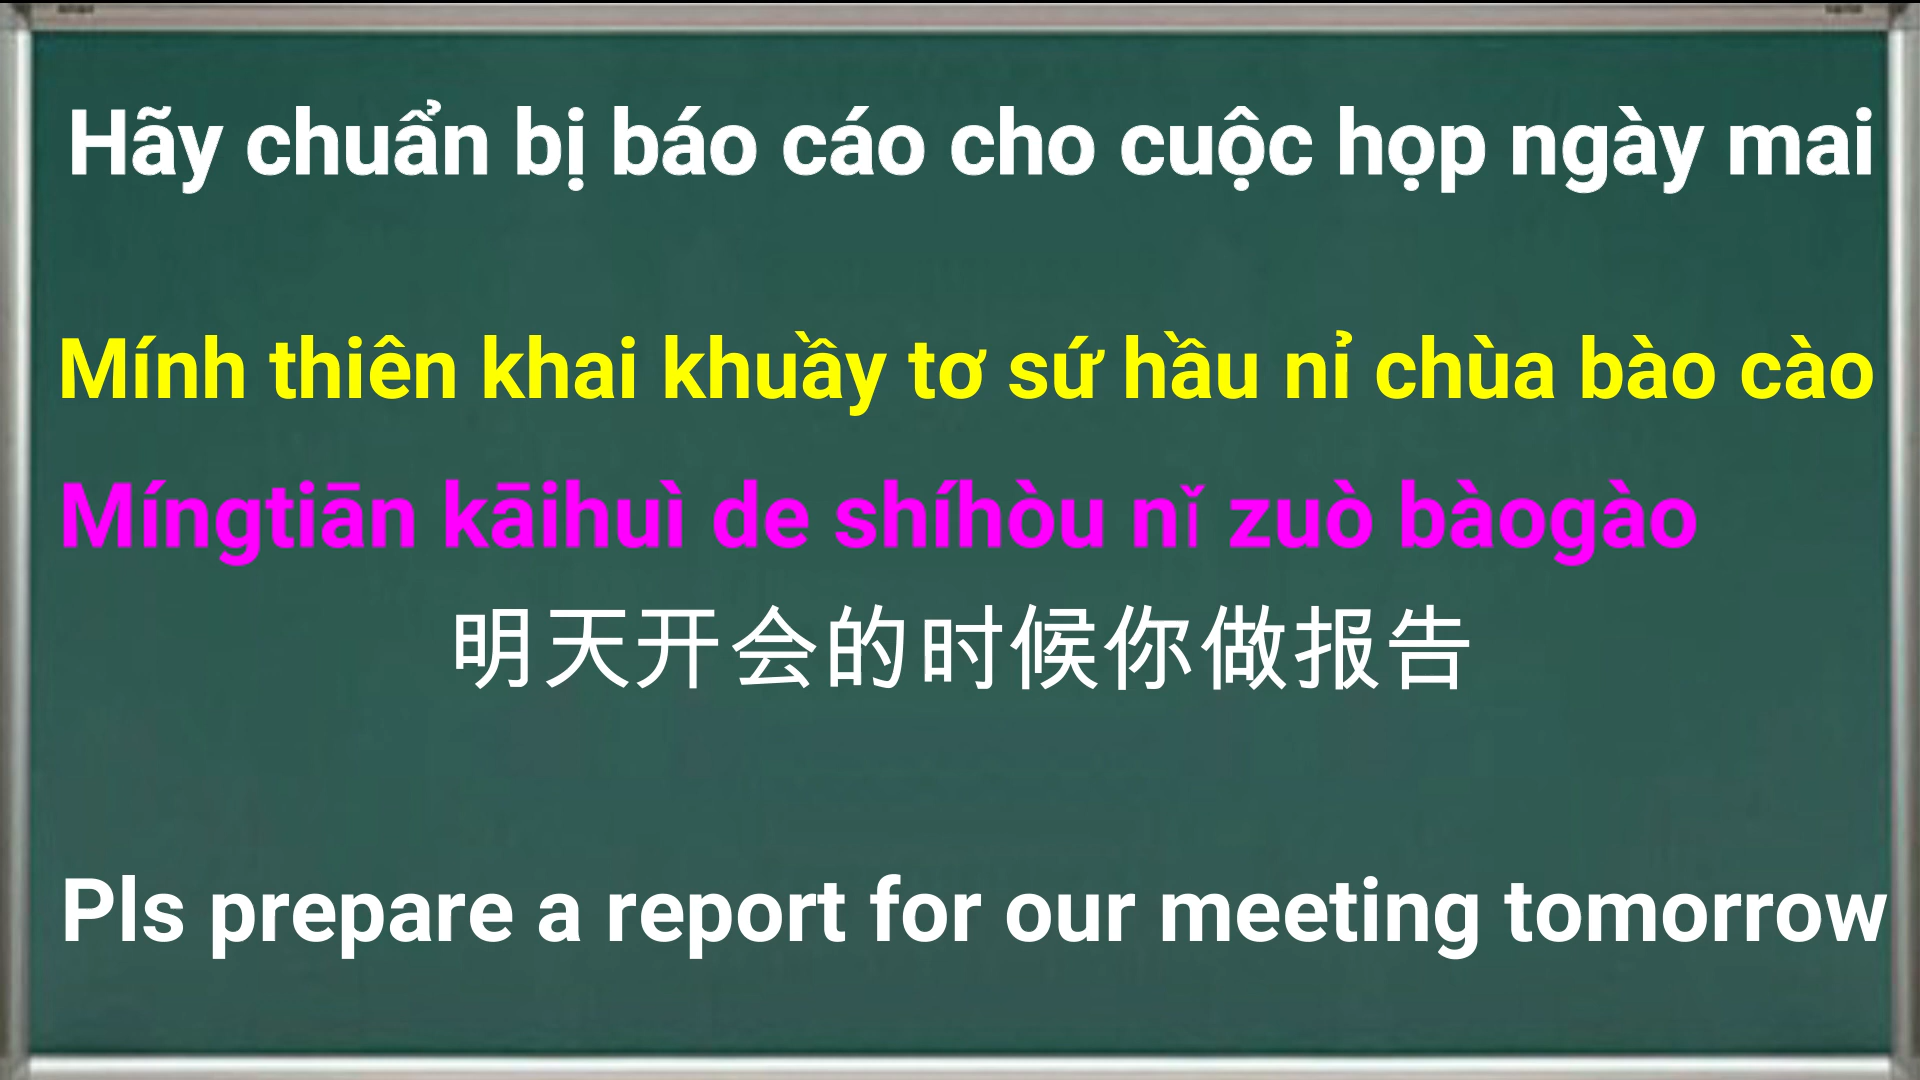 Hãy chuẩn bị báo cáo cho cuộc họp ngày mai
Mính thiên khai khuầy tơ sứ hầu nỉ chùa bào cào
Míngtiān kāihuì de shíhòu nǐ zuò bàogào
明天开会的时候你做报告
Pls prepare a report for our meeting tomorrow